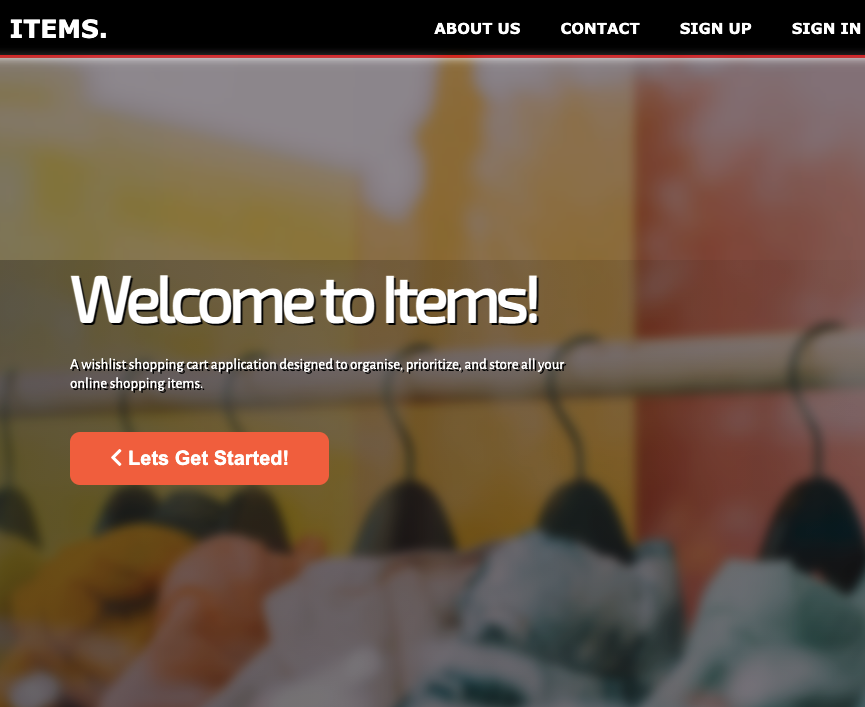 ITEMS.
ABOUT US CONTACT SIGN UP SIGN IN
Welcome to Items!
A wishlist shopping cart application designed to organise, prioritize, and store all your
online shopping items.
Lets Get Started!